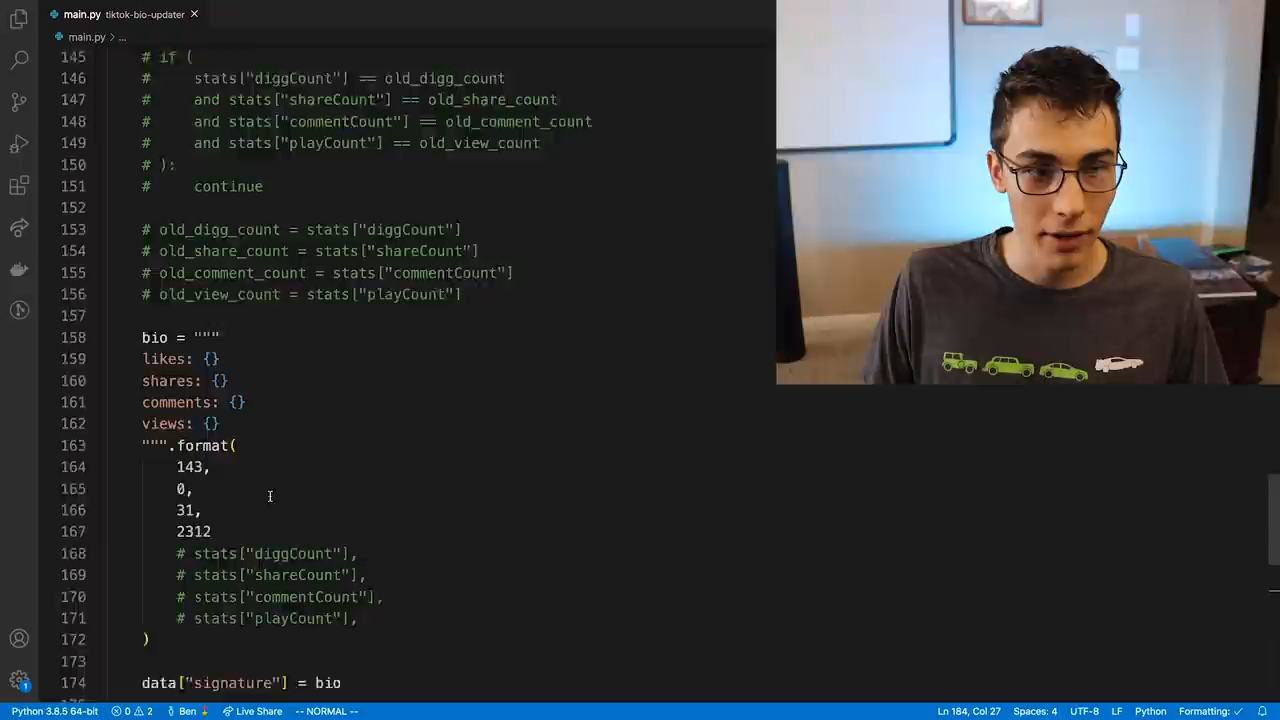 main.py tiktok-bio-updater ×
main.py > ...
145 # if (
146 #     stats["diggCount"] == old_digg_count
147 #     and stats["shareCount"] == old_share_count
148 #     and stats["commentCount"] == old_comment_count
149 #     and stats["playCount"] == old_view_count
150 # ):
151 #     continue
152
153 # old_digg_count = stats["diggCount"]
154 # old_share_count = stats["shareCount"]
155 # old_comment_count = stats["commentCount"]
156 # old_view_count = stats["playCount"]
157
158 bio = """
159 likes: {}
160 shares: {}
161 comments: {}
162 views: {}
163 """.format(
164     143,
165     0,
166     31,
167     2312
168     # stats["diggCount"],
169     # stats["shareCount"],
170     # stats["commentCount"],
171     # stats["playCount"],
172 )
173
174 data["signature"] = bio
1
Python 3.8.5 64-bit 0 2 Ben Live Share -- NORMAL -- Ln 184, Col 27 Spaces: 4 UTF-8 LF Python Formatting: ✓